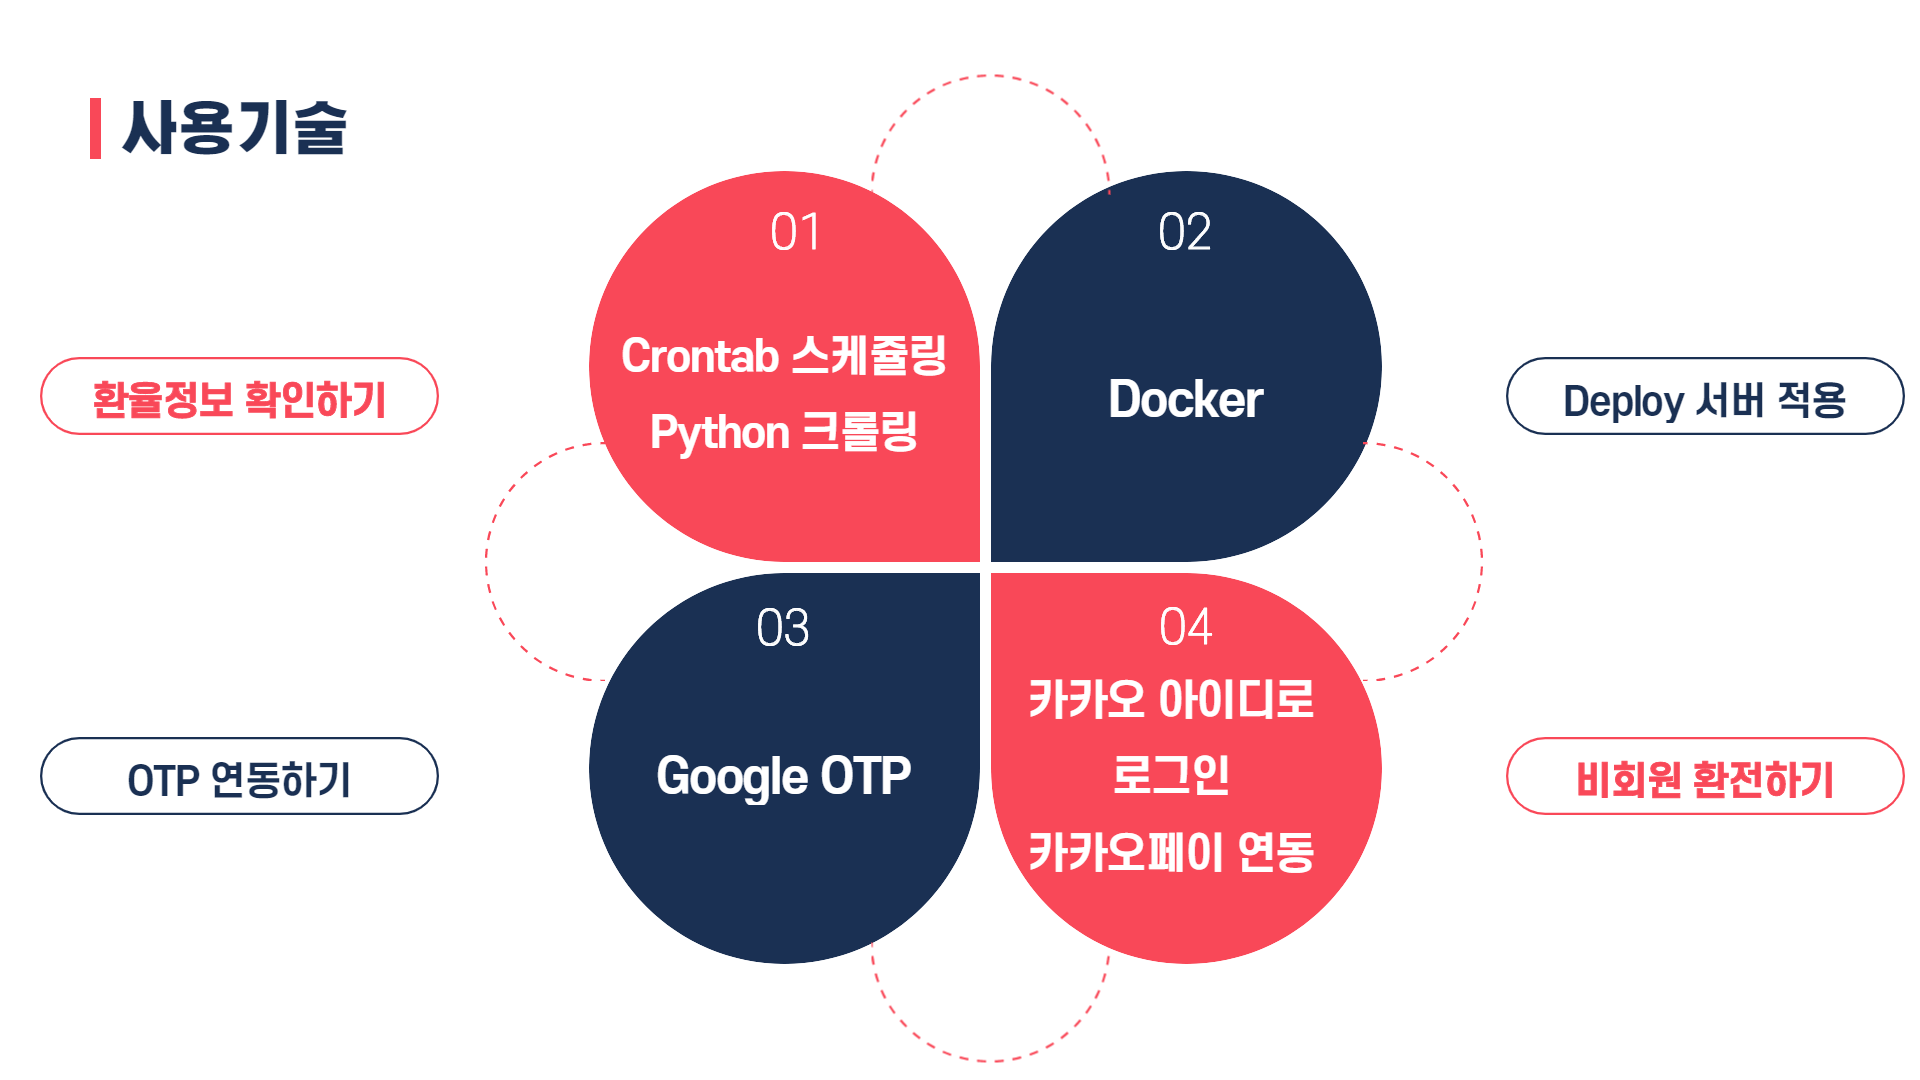 사용기술
01
Crontab 스케쥴링
Python 크롤링
환율정보 확인하기
02
Docker
Deploy 서버 적용
03
Google OTP
OTP 연동하기
04
카카오 아이디로
로그인
카카오페이 연동
비회원 환전하기